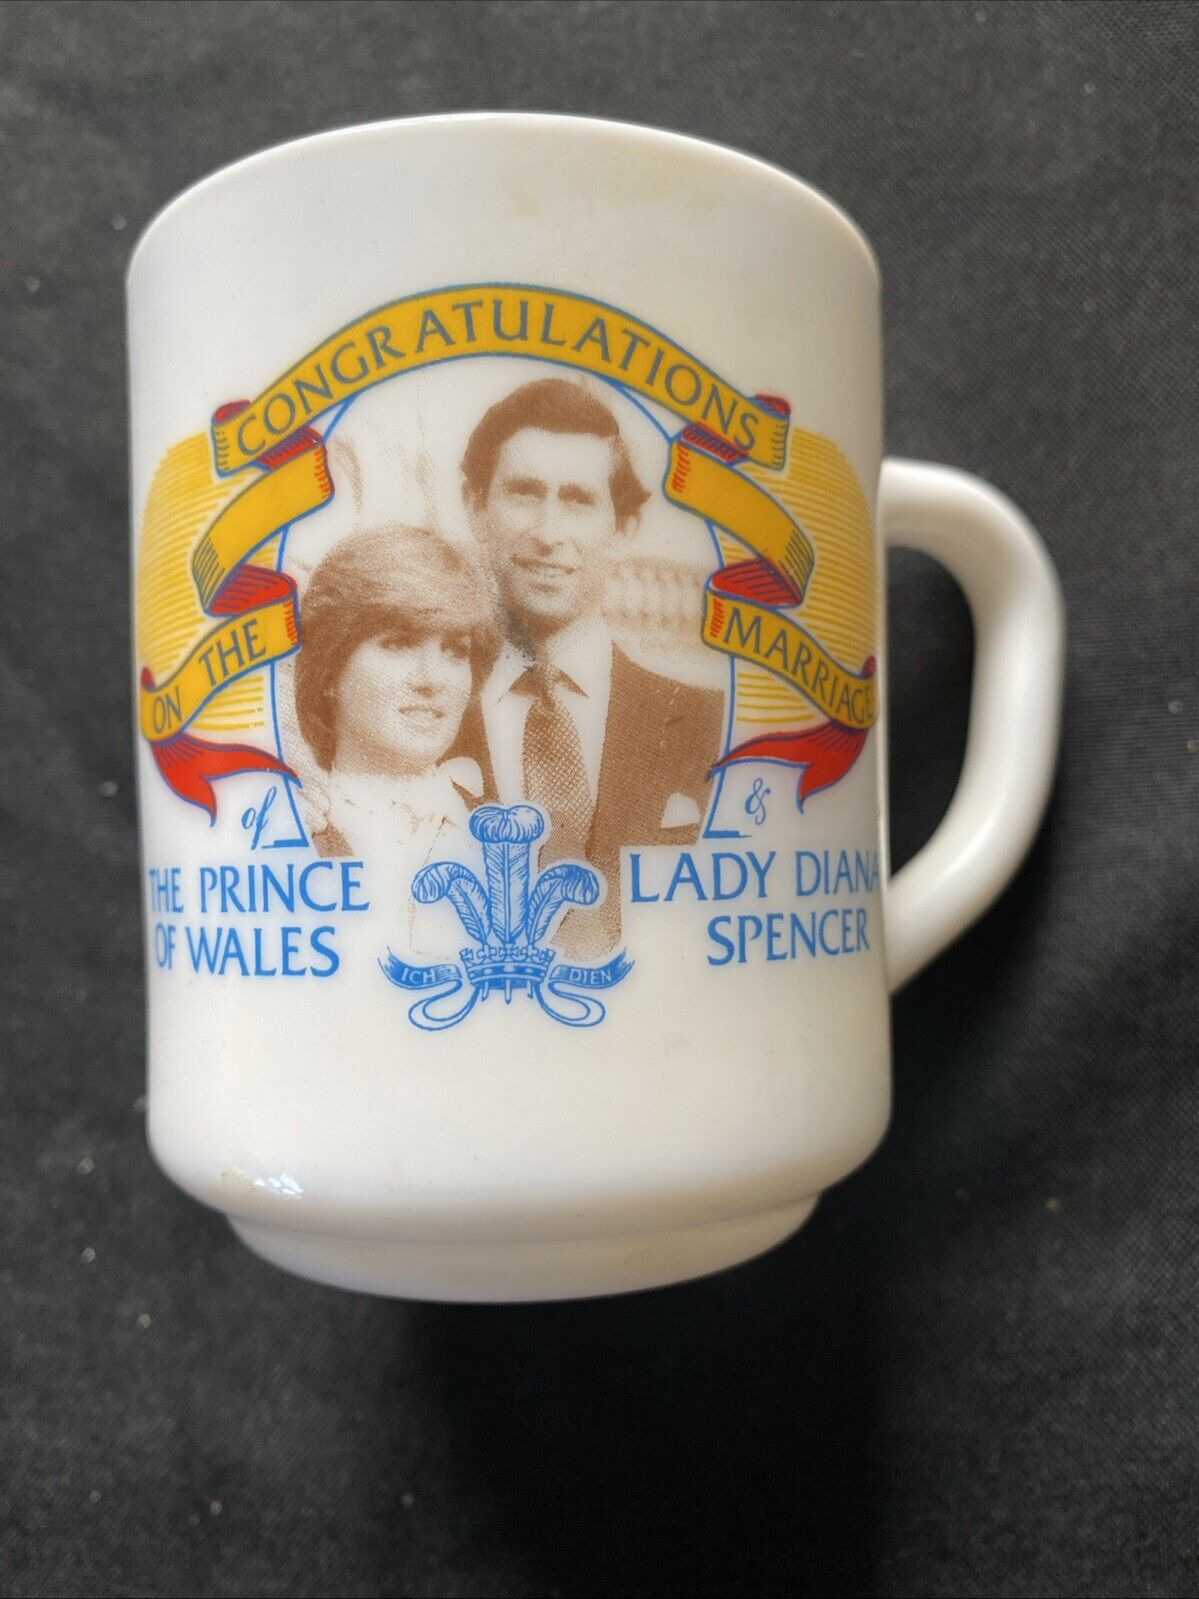 CONGRATULATIONS
ON THE
MARRIAGE
of
THE PRINCE
OF WALES
&
LADY DIANA
SPENCER
ICH DIEN